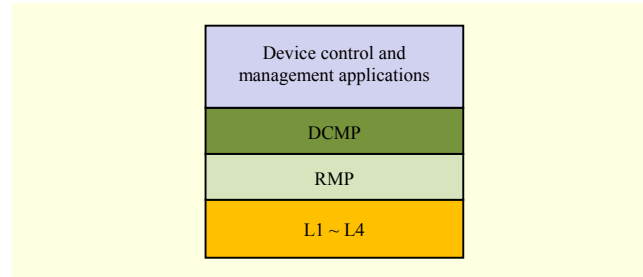 Device control and
management applications
DCMP
RMP
L1 ~ L4